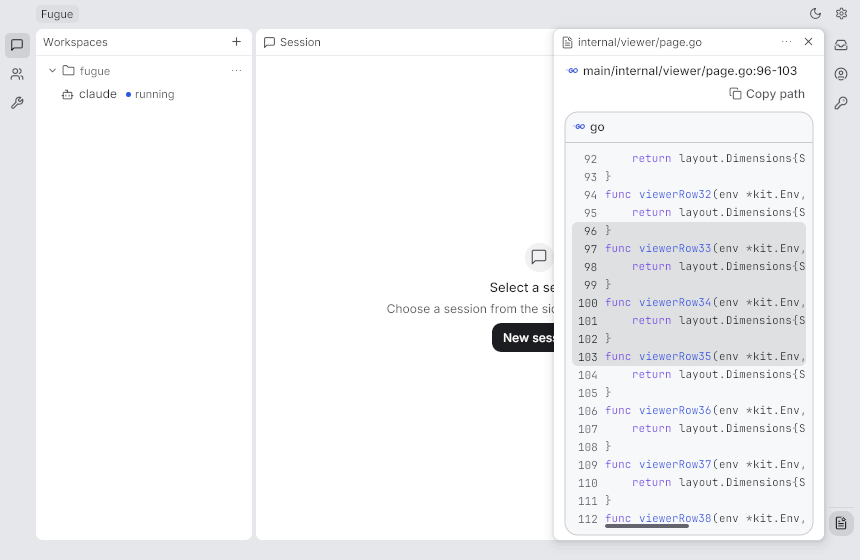 Fugue
Workspaces
fugue
claude running
Session
Select a se
Choose a session from the sid
New sess
internal/viewer/page.go
main/internal/viewer/page.go:96-103
Copy path
go
92 return layout.Dimensions{S
93 }
94 func viewerRow32(env *kit.Env,
95 return layout.Dimensions{S
96 }
97 func viewerRow33(env *kit.Env,
98 return layout.Dimensions{S
99 }
100 func viewerRow34(env *kit.Env,
101 return layout.Dimensions{S
102 }
103 func viewerRow35(env *kit.Env,
104 return layout.Dimensions{S
105 }
106 func viewerRow36(env *kit.Env,
107 return layout.Dimensions{S
108 }
109 func viewerRow37(env *kit.Env,
110 return layout.Dimensions{S
111 }
112 func viewerRow38(env *kit.Env,